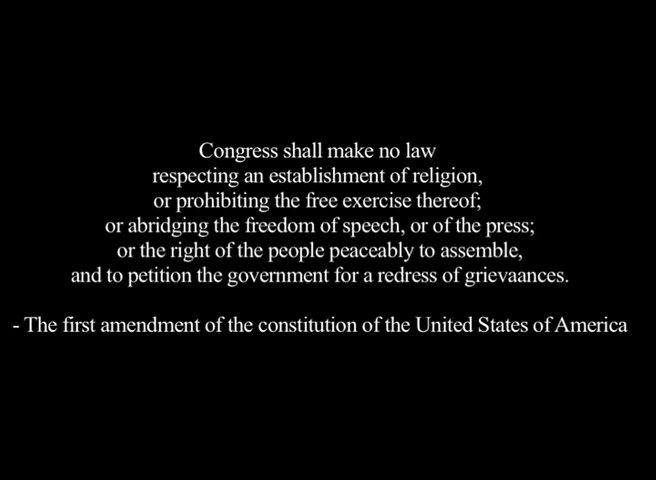 Congress shall make no law
respecting an establishment of religion,
or prohibiting the free exercise thereof;
or abridging the freedom of speech, or of the press;
or the right of the people peaceably to assemble,
and to petition the government for a redress of grievaances.
- The first amendment of the constitution of the United States of America